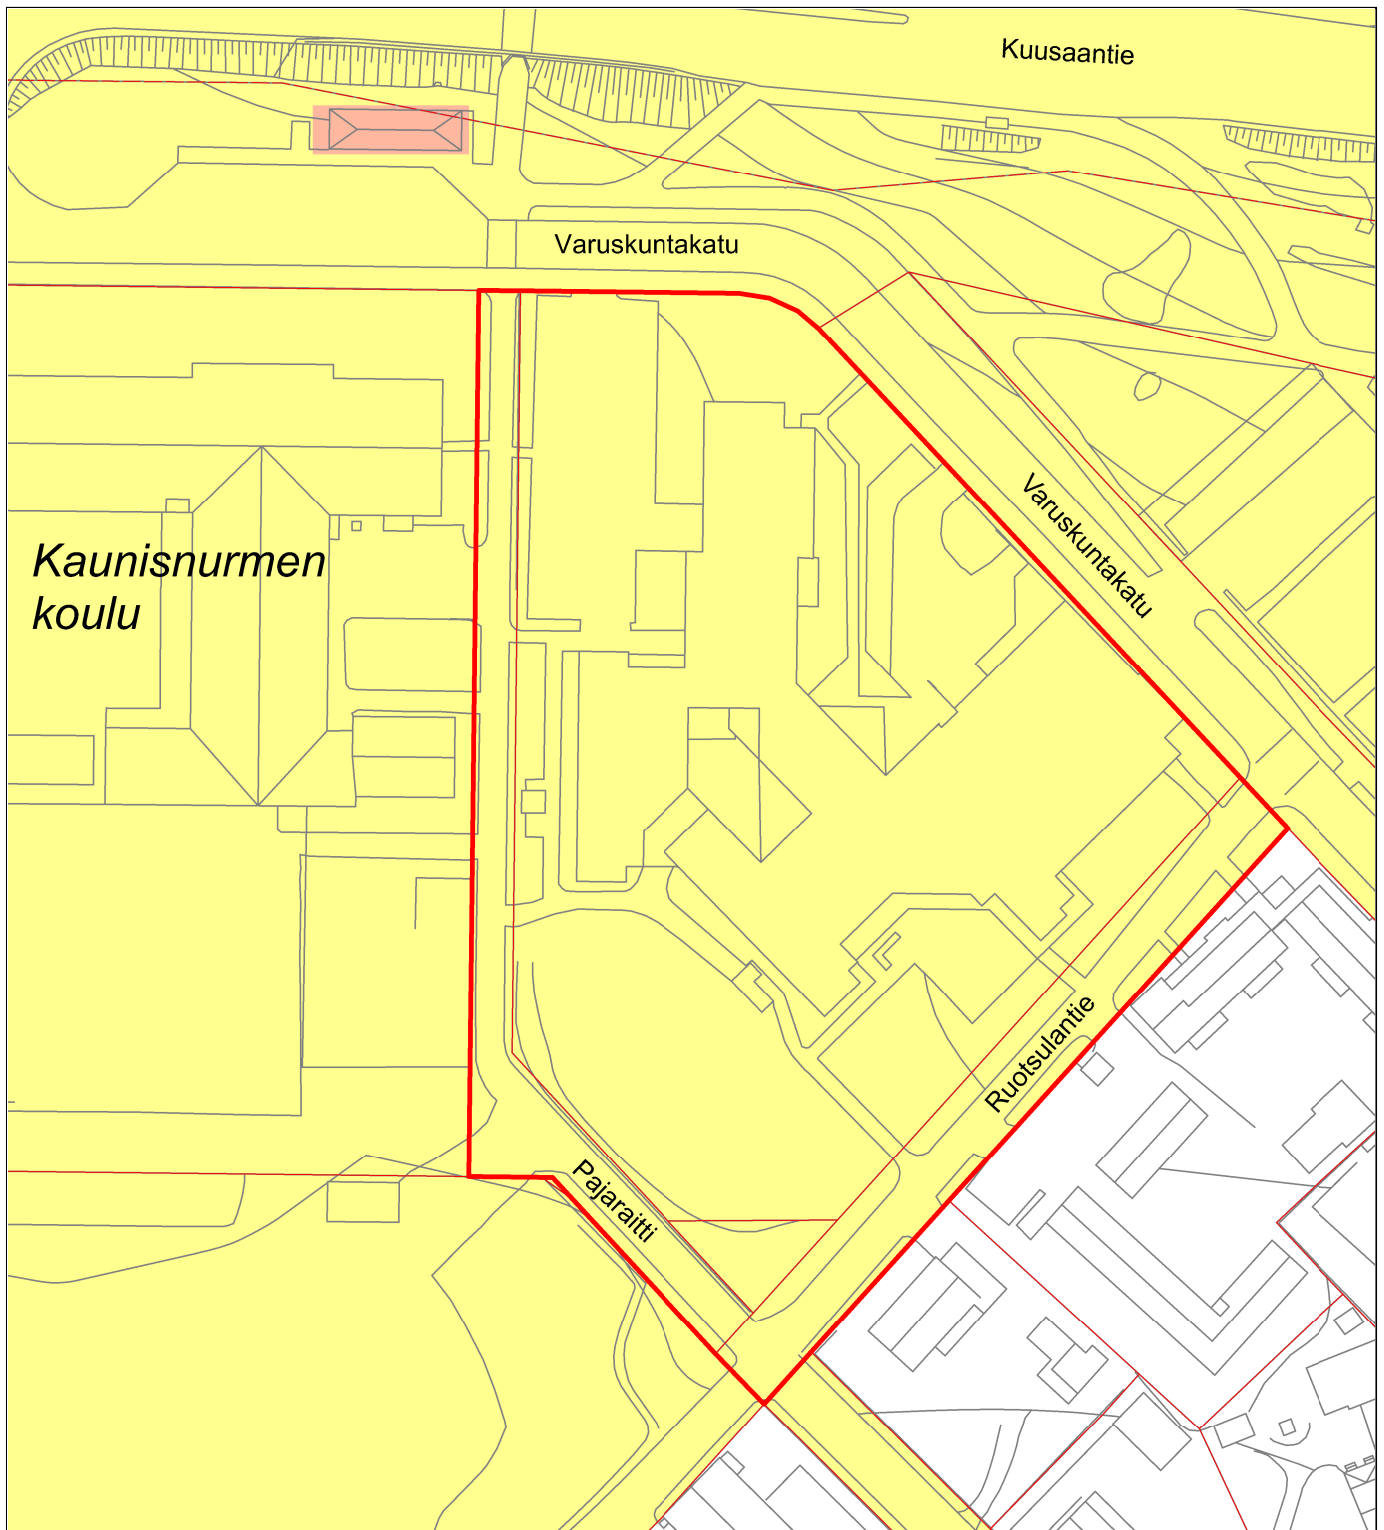 Kuusaantie
Varuskuntakatu
Varuskuntakatu
Kaunisnurmen
koulu
Ruotsulantie
Pajaraitti